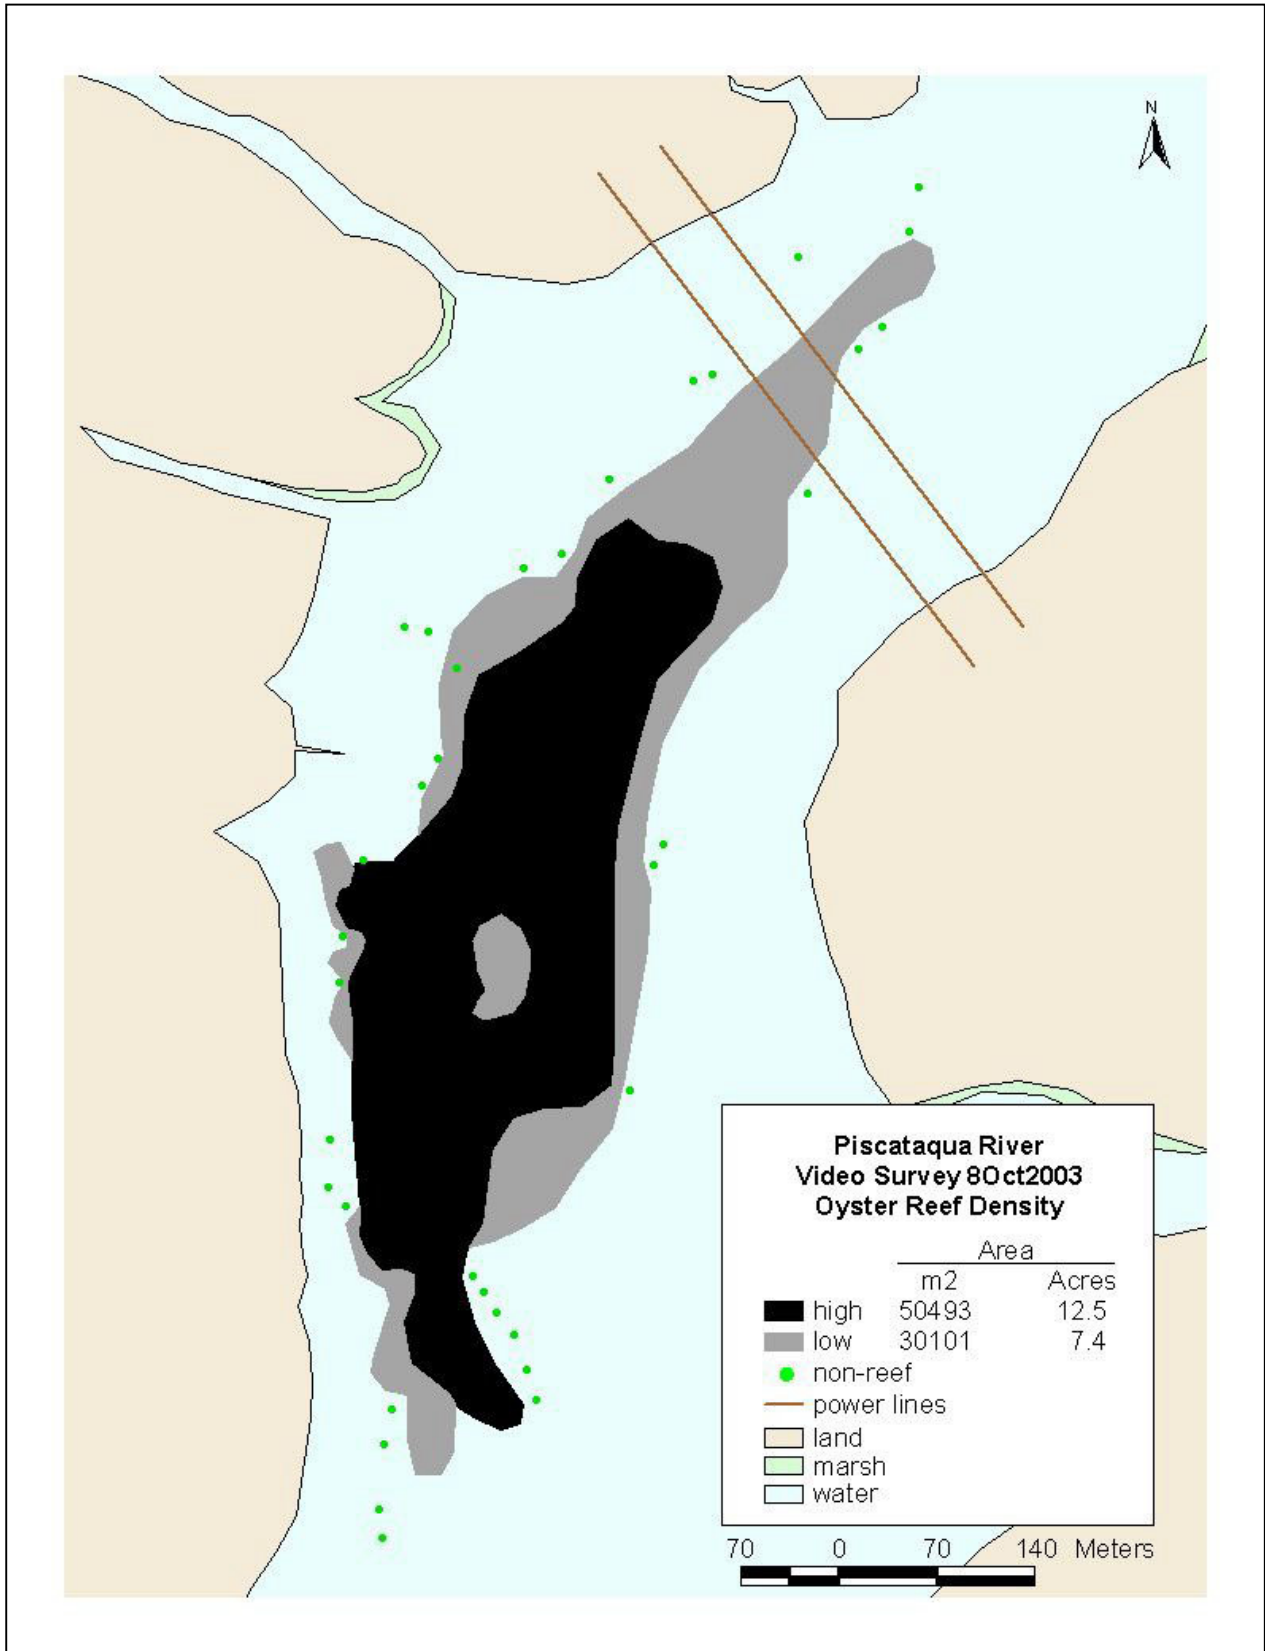 N
Piscataqua River
Video Survey 8Oct2003
Oyster Reef Density
Area
m2 Acres
high 50493 12.5
low 30101 7.4
non-reef
power lines
land
marsh
water
70 0 70 140 Meters